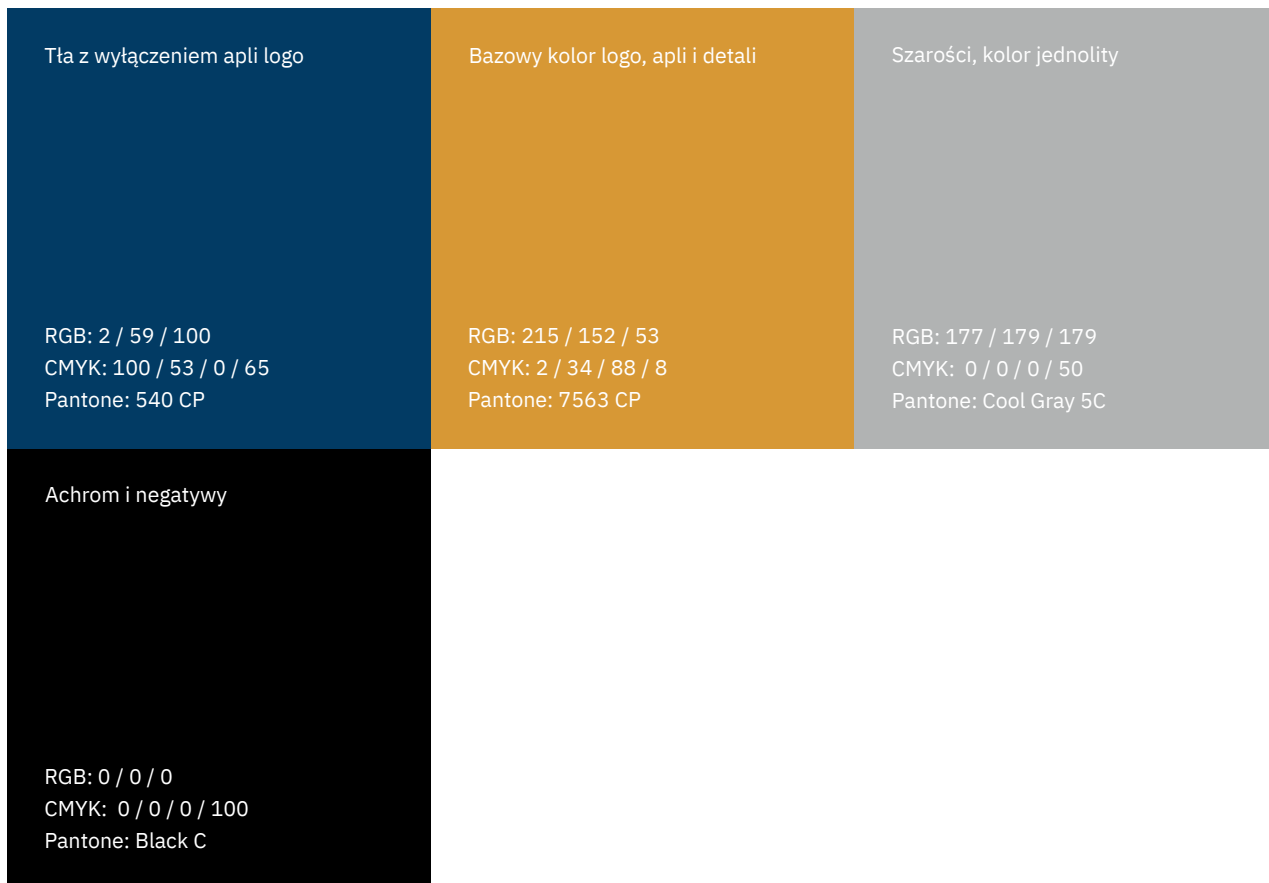 Tła z wyłączeniem apli logo
RGB: 2 / 59 / 100
CMYK: 100 / 53 / 0 / 65
Pantone: 540 CP
Bazowy kolor logo, apli i detali
RGB: 215 / 152 / 53
CMYK: 2 / 34 / 88 / 8
Pantone: 7563 CP
Szarości, kolor jednolity
RGB: 177 / 179 / 179
CMYK:  0 / 0 / 0 / 50
Pantone: Cool Gray 5C
Achrom i negatywy
RGB: 0 / 0 / 0
CMYK:  0 / 0 / 0 / 100
Pantone: Black C